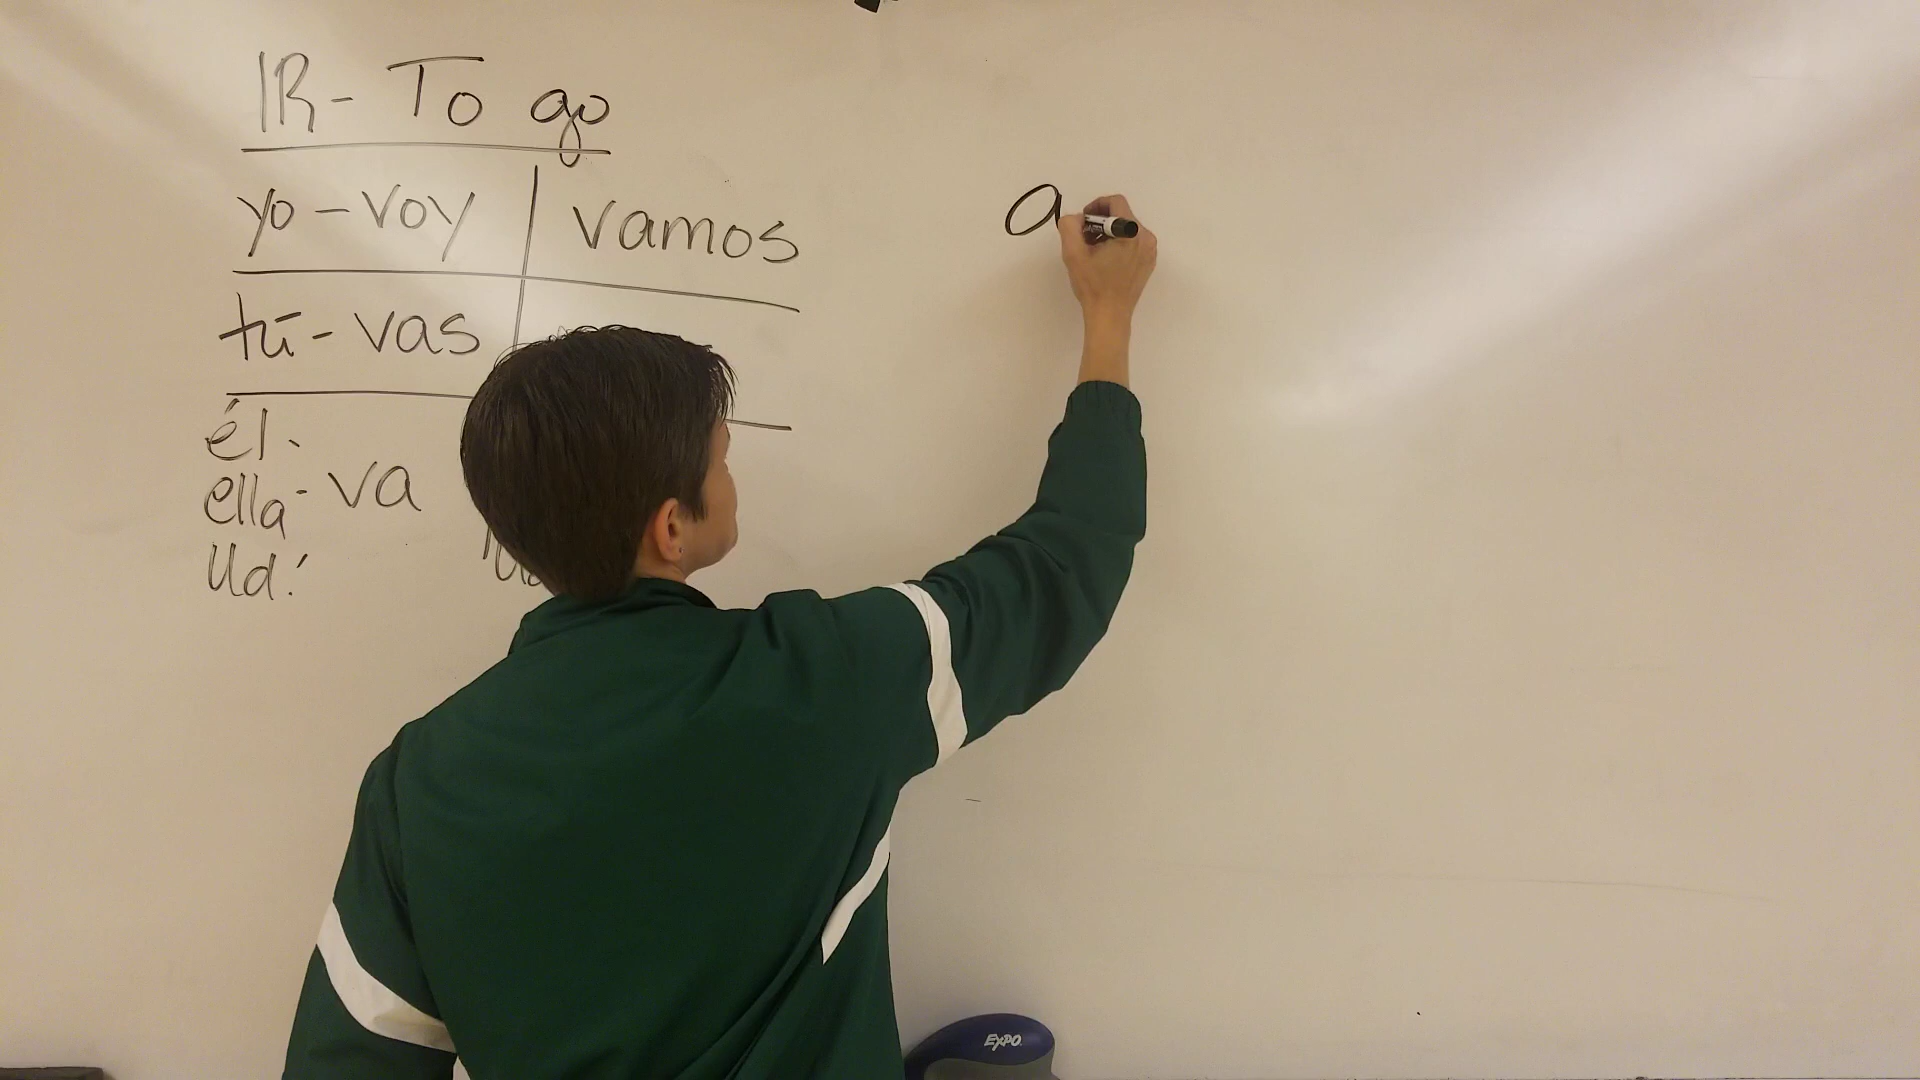 IR - To go
yo - voy
vamos
tú - vas
él -
ella - va
Ud.
a
EXPO